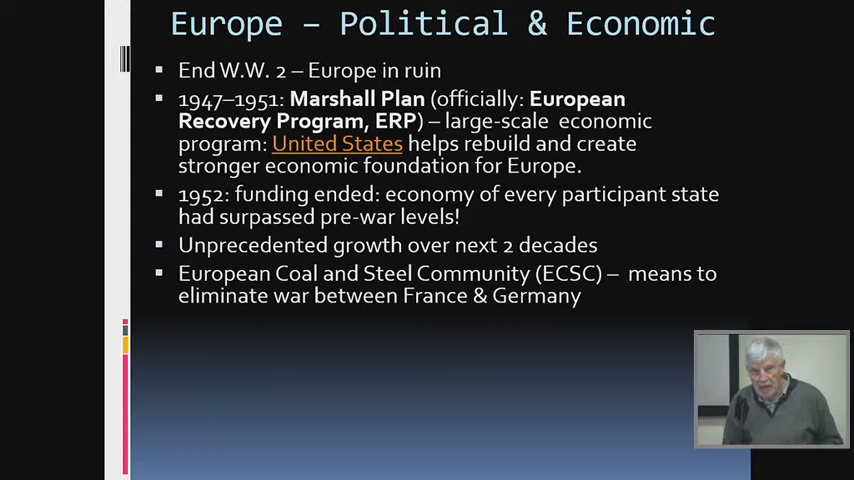 Europe – Political & Economic
▪ End W.W. 2 – Europe in ruin
▪ 1947–1951: Marshall Plan (officially: European
Recovery Program, ERP) – large-scale economic
program: United States helps rebuild and create
stronger economic foundation for Europe.
▪ 1952: funding ended: economy of every participant state
had surpassed pre-war levels!
▪ Unprecedented growth over next 2 decades
▪ European Coal and Steel Community (ECSC) – means to
eliminate war between France & Germany